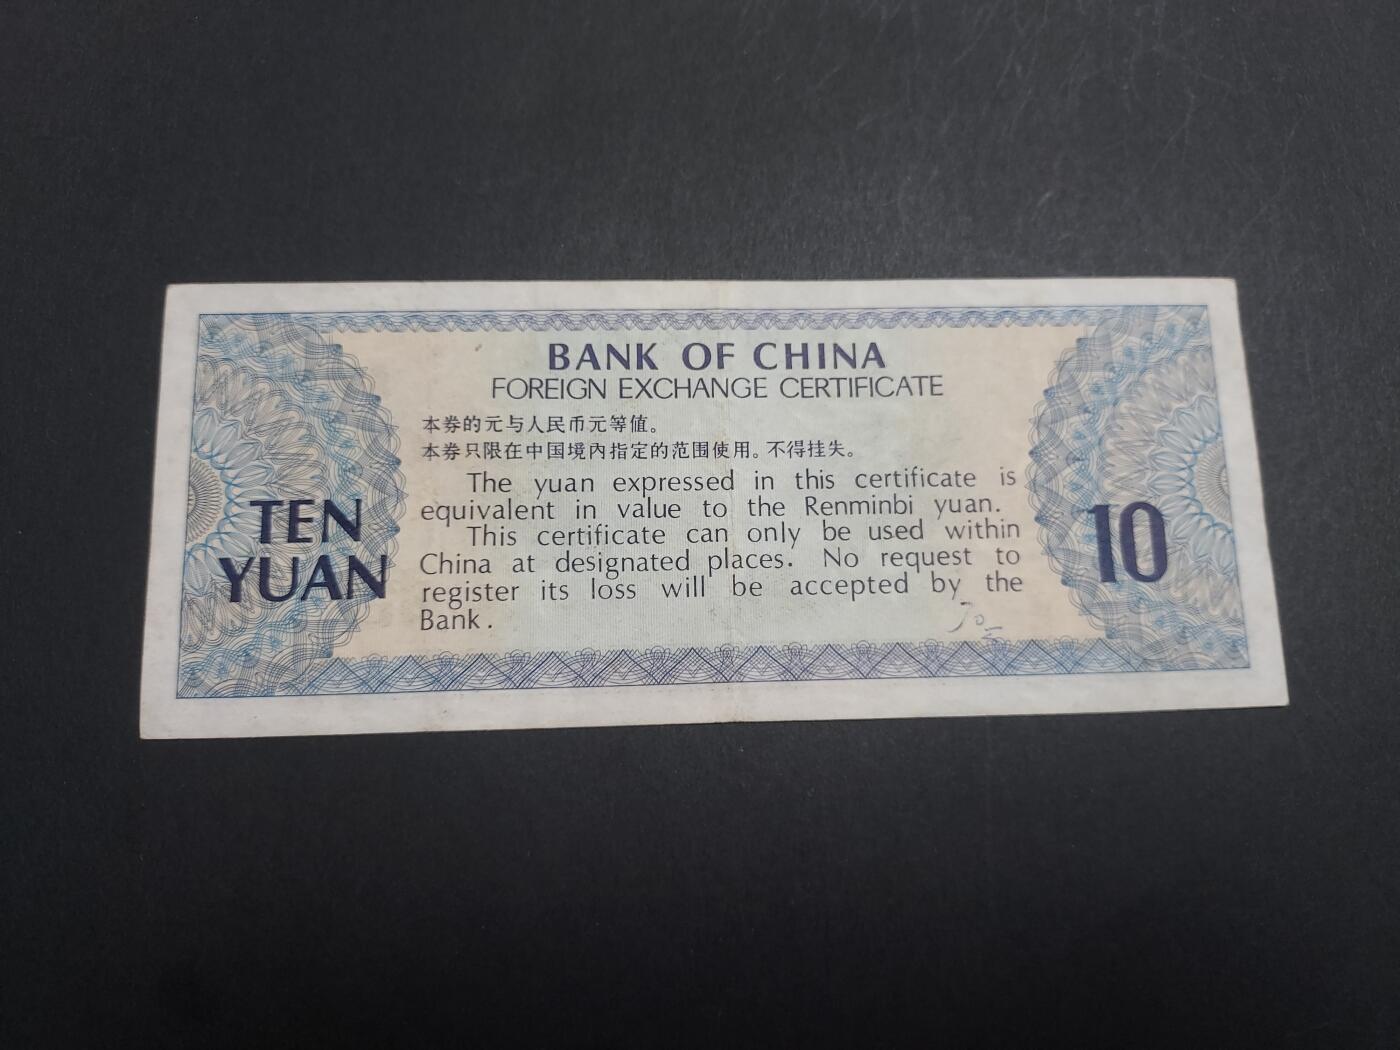 BANK OF CHINA
FOREIGN EXCHANGE CERTIFICATE
本券的元与人民币元等值。
本券只限在中国境内指定的范围使用。不得挂失。
The yuan expressed in this certificate is
equivalent in value to the Renminbi yuan.
This certificate can only be used within
China at designated places. No request to
register its loss will be accepted by the
Bank.
TEN
YUAN
10